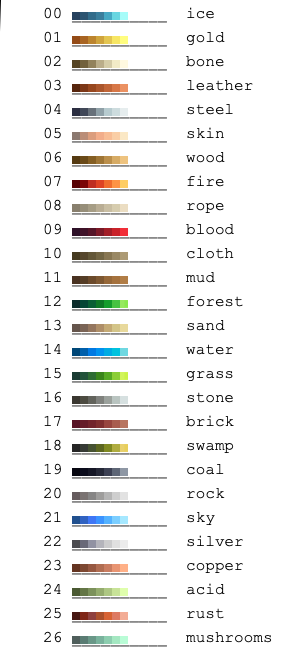 00 ice
01 gold
02 bone
03 leather
04 steel
05 skin
06 wood
07 fire
08 rope
09 blood
10 cloth
11 mud
12 forest
13 sand
14 water
15 grass
16 stone
17 brick
18 swamp
19 coal
20 rock
21 sky
22 silver
23 copper
24 acid
25 rust
26 mushrooms